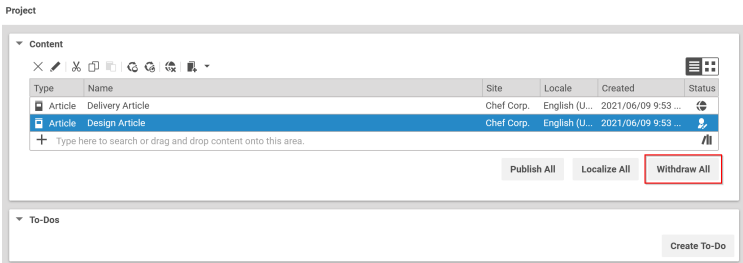 Project
Content
Type Name Site Locale Created Status
Article Delivery Article Chef Corp. English (U... 2021/06/09 9:53 ...
Article Design Article Chef Corp. English (U... 2021/06/09 9:53 ...
Type here to search or drag and drop content onto this area.
Publish All Localize All Withdraw All
To-Dos
Create To-Do